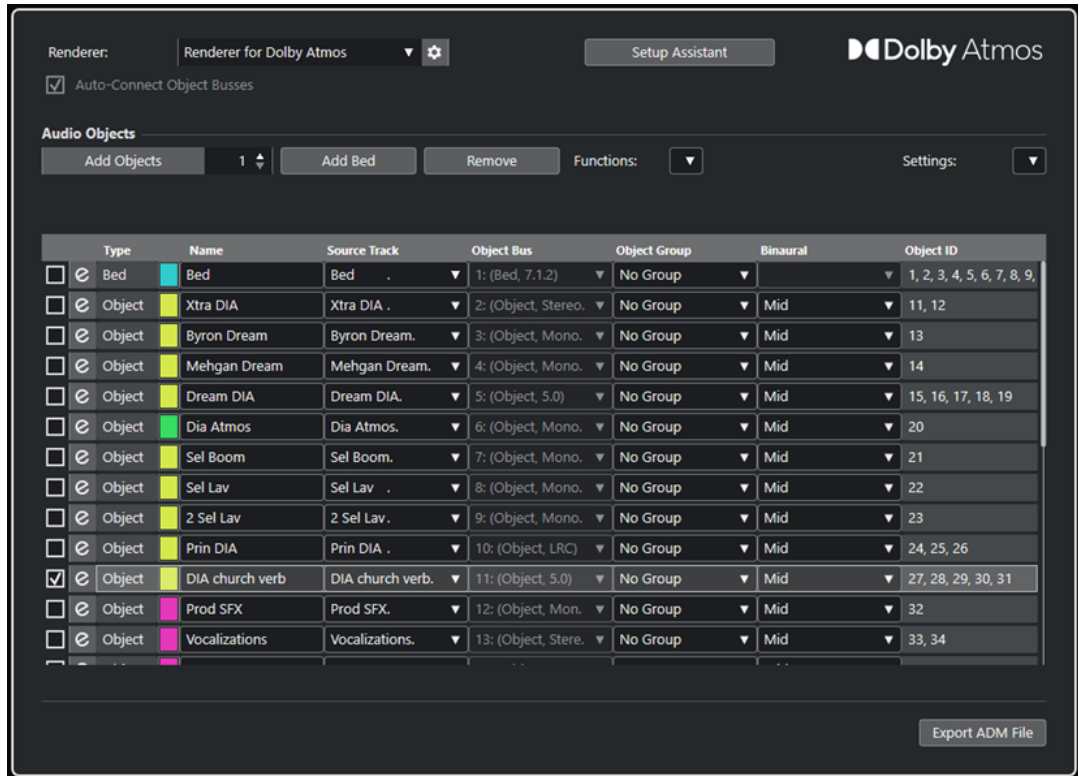 Renderer: Renderer for Dolby Atmos Setup Assistant Dolby Atmos
Auto-Connect Object Busses
Audio Objects
Add Objects 1 Add Bed Remove Functions: Settings:
Type Name Source Track Object Bus Object Group Binaural Object ID
e Bed Bed Bed . 1: (Bed, 7.1.2) No Group 1, 2, 3, 4, 5, 6, 7, 8, 9,
e Object Xtra DIA Xtra DIA . 2: (Object, Stereo. No Group Mid 11, 12
e Object Byron Dream Byron Dream. 3: (Object, Mono. No Group Mid 13
e Object Mehgan Dream Mehgan Dream. 4: (Object, Mono. No Group Mid 14
e Object Dream DIA Dream DIA. 5: (Object, 5.0) No Group Mid 15, 16, 17, 18, 19
e Object Dia Atmos Dia Atmos. 6: (Object, Mono. No Group Mid 20
e Object Sel Boom Sel Boom. 7: (Object, Mono. No Group Mid 21
e Object Sel Lav Sel Lav . 8: (Object, Mono. No Group Mid 22
e Object 2 Sel Lav 2 Sel Lav. 9: (Object, Mono. No Group Mid 23
e Object Prin DIA Prin DIA . 10: (Object, LRC) No Group Mid 24, 25, 26
e Object DIA church verb DIA church verb. 11: (Object, 5.0) No Group Mid 27, 28, 29, 30, 31
e Object Prod SFX Prod SFX. 12: (Object, Mon. No Group Mid 32
e Object Vocalizations Vocalizations. 13: (Object, Stere. No Group Mid 33, 34
Export ADM File